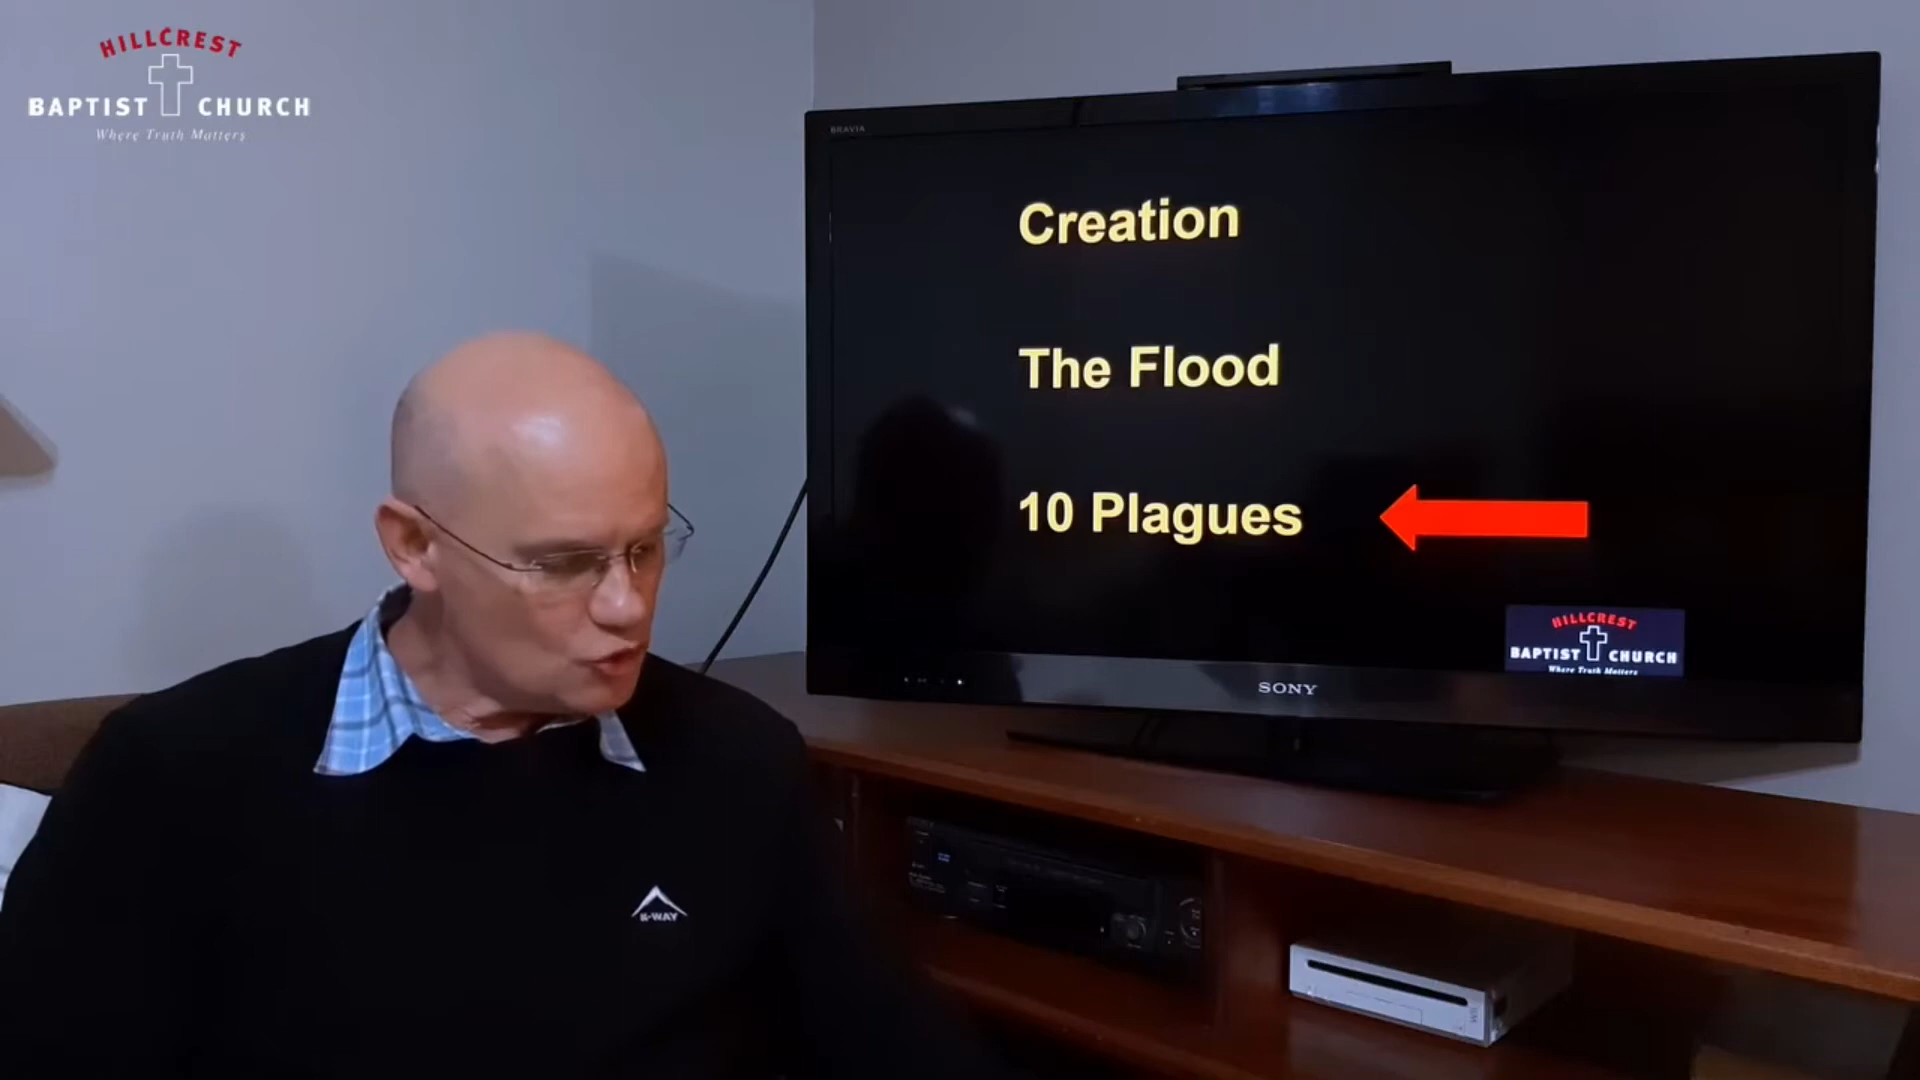 HILLCREST
BAPTIST CHURCH
Where Truth Matters
BRAVIA
Creation
The Flood
10 Plagues
HILLCREST
BAPTIST CHURCH
Where Truth Matters
SONY
K-WAY
Wii